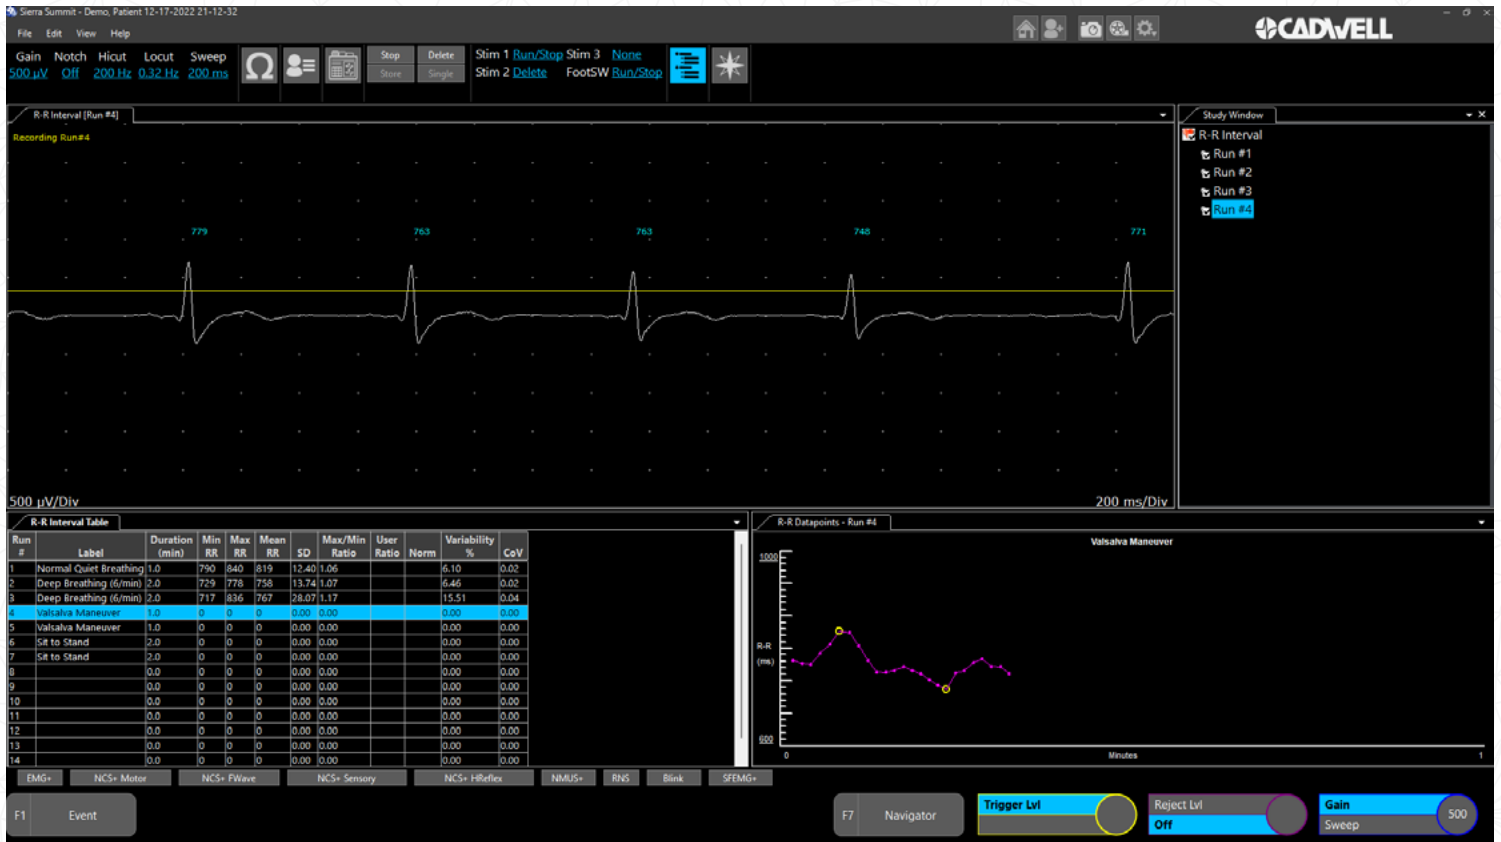 Sierra Summit - Demo, Patient 12-17-2022 21-12-32
File Edit View Help
CADWELL
Gain Notch Hicut Locut Sweep
500 µV Off 200 Hz 0.32 Hz 200 ms
Stop Delete
Store Single
Stim 1 Run/Stop Stim 3 None
Stim 2 Delete FootSW Run/Stop
R-R Interval [Run #4]
Recording Run#4
779 763 763 748 771
500 µV/Div 200 ms/Div
Study Window
R-R Interval
Run #1
Run #2
Run #3
Run #4
R-R Interval Table
Run # Label Duration (min) Min RR Max RR Mean RR SD Max/Min Ratio User Ratio Norm Variability % CoV
1 Normal Quiet Breathing 1.0 790 840 819 12.40 1.06 6.10 0.02
2 Deep Breathing (6/min) 2.0 729 778 758 13.74 1.07 6.46 0.02
3 Deep Breathing (6/min) 2.0 717 836 767 28.07 1.17 15.51 0.04
4 Valsalva Maneuver 1.0 0 0 0 0.00 0.00 0.00 0.00
5 Valsalva Maneuver 1.0 0 0 0 0.00 0.00 0.00 0.00
6 Sit to Stand 2.0 0 0 0 0.00 0.00 0.00 0.00
7 Sit to Stand 2.0 0 0 0 0.00 0.00 0.00 0.00
8 0.0 0 0 0 0.00 0.00 0.00 0.00
9 0.0 0 0 0 0.00 0.00 0.00 0.00
10 0.0 0 0 0 0.00 0.00 0.00 0.00
11 0.0 0 0 0 0.00 0.00 0.00 0.00
12 0.0 0 0 0 0.00 0.00 0.00 0.00
13 0.0 0 0 0 0.00 0.00 0.00 0.00
14 0.0 0 0 0 0.00 0.00 0.00 0.00
R-R Datapoints - Run #4
Valsalva Maneuver
1000
R-R
(ms)
600
0 Minutes 1
EMG+ NCS+ Motor NCS+ FWave NCS+ Sensory NCS+ HReflex NMUS+ RNS Blink SFEMG+
F1 Event
F7 Navigator
Trigger Lvl
Reject Lvl
Off
Gain
Sweep
500